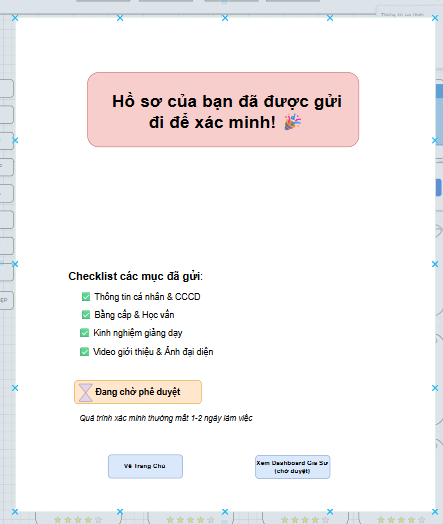 Hồ sơ của bạn đã được gửi
đi để xác minh! 🎉
Checklist các mục đã gửi:
✅ Thông tin cá nhân & CCCD
✅ Bằng cấp & Học vấn
✅ Kinh nghiệm giảng dạy
✅ Video giới thiệu & Ảnh đại diện
Đang chờ phê duyệt
Quá trình xác minh thường mất 1-2 ngày làm việc
Về Trang Chủ
Xem Dashboard Gia Sư
(chờ duyệt)